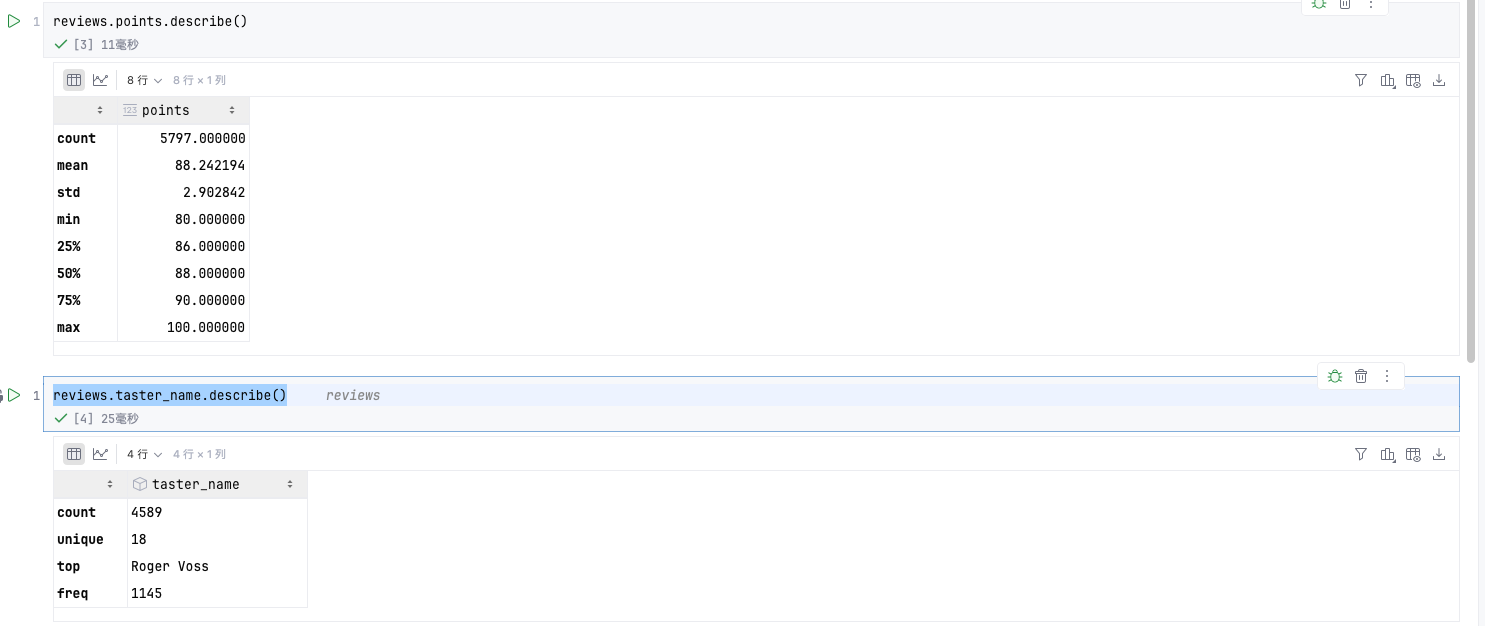 1 reviews.points.describe()
[3] 11毫秒
8 行 8 行 × 1 列
123 points
count 5797.000000
mean 88.242194
std 2.902842
min 80.000000
25% 86.000000
50% 88.000000
75% 90.000000
max 100.000000
1 reviews.taster_name.describe() reviews
[4] 25毫秒
4 行 4 行 × 1 列
taster_name
count 4589
unique 18
top Roger Voss
freq 1145